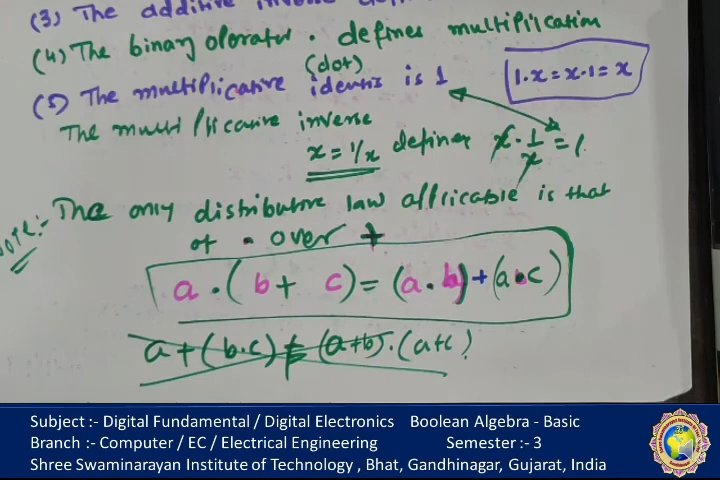 (3) The additive inverse
(4) The binary operator . defines multiplication
(dot)
(5) The multiplicative identi is 1
1.x = x.1 = x
The multiplicative inverse
x = 1/x defines x . 1/x = 1.
Note:- The only distributive law applicable is that
of . over +
a . (b + c) = (a . b) + (a . c)
a + (b.c) ≠ (a+b) . (a+c)
Subject :- Digital Fundamental / Digital Electronics Boolean Algebra - Basic
Branch :- Computer / EC / Electrical Engineering Semester :- 3
Shree Swaminarayan Institute of Technology , Bhat, Gandhinagar, Gujarat, India